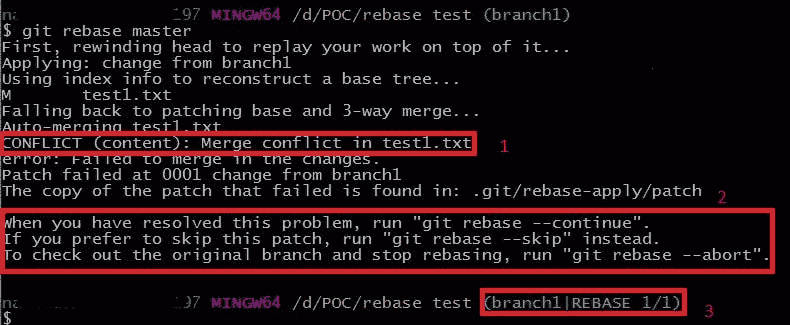 197 MINGW64 /d/POC/rebase test (branch1)
$ git rebase master
First, rewinding head to replay your work on top of it...
Applying: change from branch1
Using index info to reconstruct a base tree...
M       test1.txt
Falling back to patching base and 3-way merge...
Auto-merging test1.txt
CONFLICT (content): Merge conflict in test1.txt 1
error: Failed to merge in the changes.
Patch failed at 0001 change from branch1
The copy of the patch that failed is found in: .git/rebase-apply/patch 2
When you have resolved this problem, run "git rebase --continue".
If you prefer to skip this patch, run "git rebase --skip" instead.
To check out the original branch and stop rebasing, run "git rebase --abort".
na 197 MINGW64 /d/POC/rebase test (branch1|REBASE 1/1) 3
$